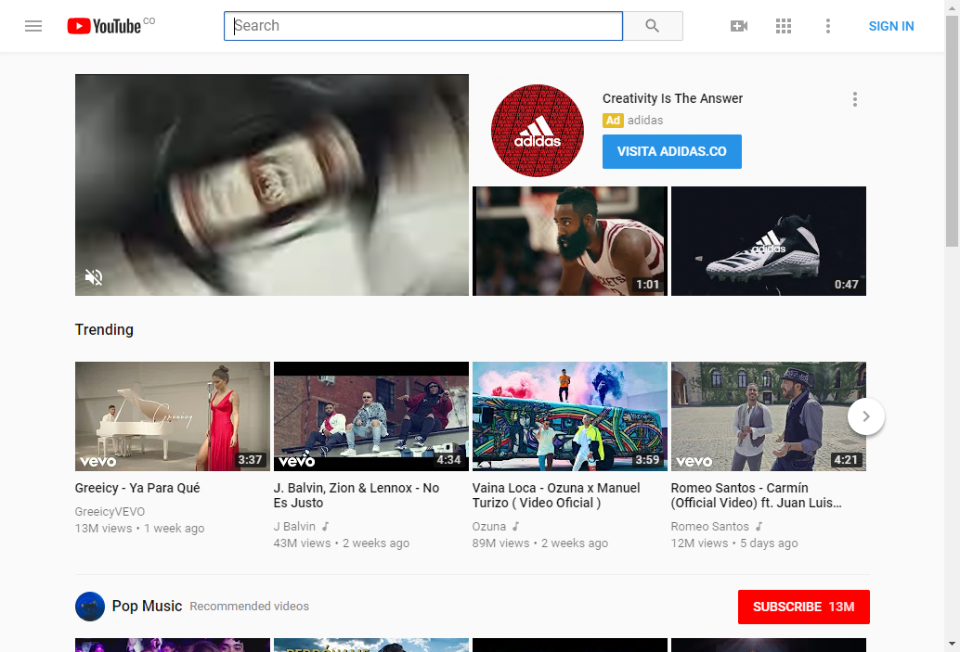 YouTube CO
Search
SIGN IN
Creativity Is The Answer
Ad adidas
VISITA ADIDAS.CO
adidas
adidas
1:01
0:47
Trending
Greeicy
vevo
3:37
vevo
4:34
3:59
vevo
4:21
Greeicy - Ya Para Qué
GreeicyVEVO
13M views • 1 week ago
J. Balvin, Zion & Lennox - No
Es Justo
J Balvin
43M views • 2 weeks ago
Vaina Loca - Ozuna x Manuel
Turizo ( Video Oficial )
Ozuna
89M views • 2 weeks ago
Romeo Santos - Carmín
(Official Video) ft. Juan Luis...
Romeo Santos
12M views • 5 days ago
Pop Music Recommended videos
SUBSCRIBE 13M